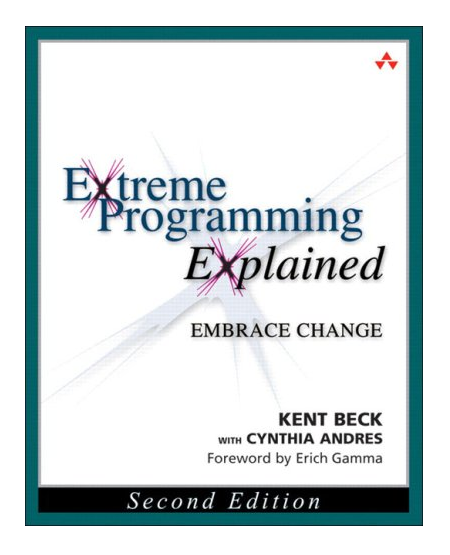 Extreme
Programming
Explained
EMBRACE CHANGE
KENT BECK
WITH CYNTHIA ANDRES
Foreword by Erich Gamma
Second Edition